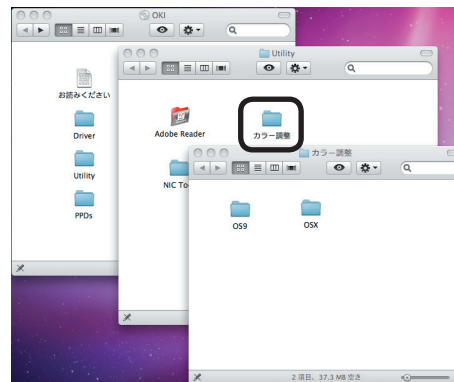 OKI
お読みください
Driver
Utility
PPDs
Utility
Adobe Reader
カラー調整
NIC To
カラー調整
OS9
OSX
2 項目、37.3 MB 空き